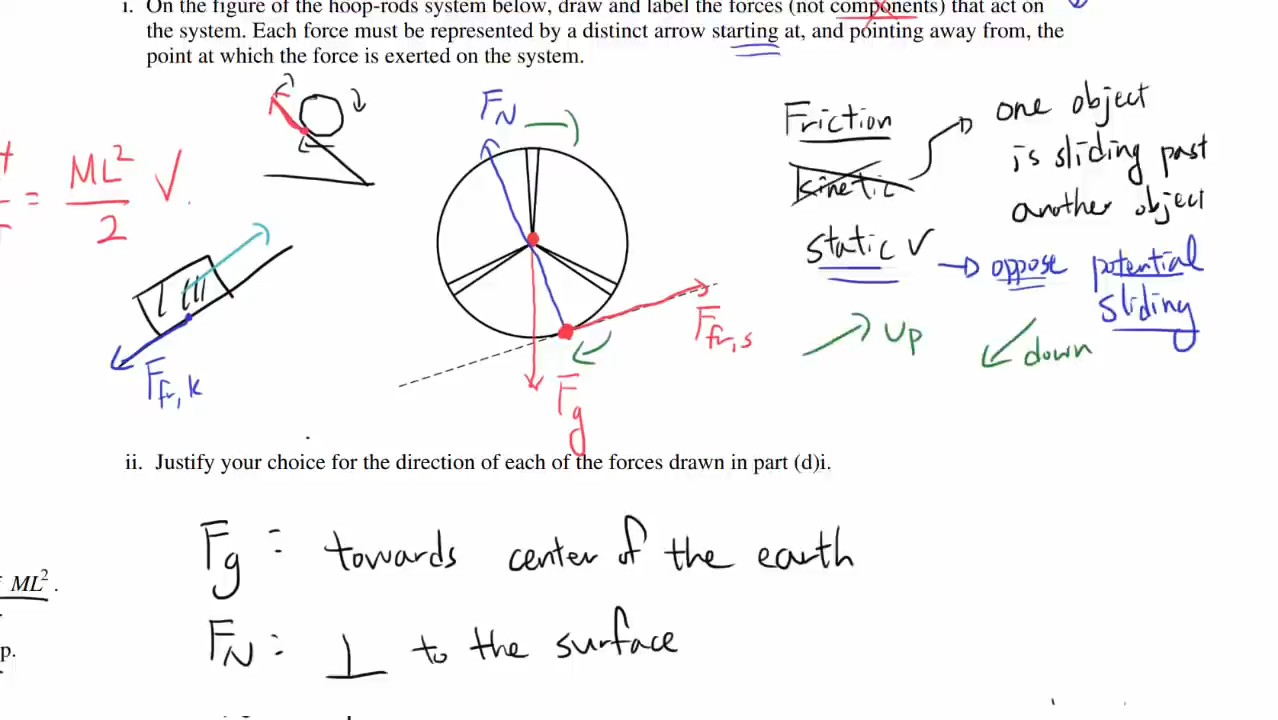 i. On the figure of the hoop-rods system below, draw and label the forces (not components) that act on
the system. Each force must be represented by a distinct arrow starting at, and pointing away from, the
point at which the force is exerted on the system.
= ML²/2 √
F_fr,k
F_N
F_fr,s
F_g
Friction
kinetic
one object
is sliding past
another object
static √
oppose potential
sliding
up
down
ii. Justify your choice for the direction of each of the forces drawn in part (d)i.
F_g : towards center of the earth
F_N : ⊥ to the surface
ML².
p.